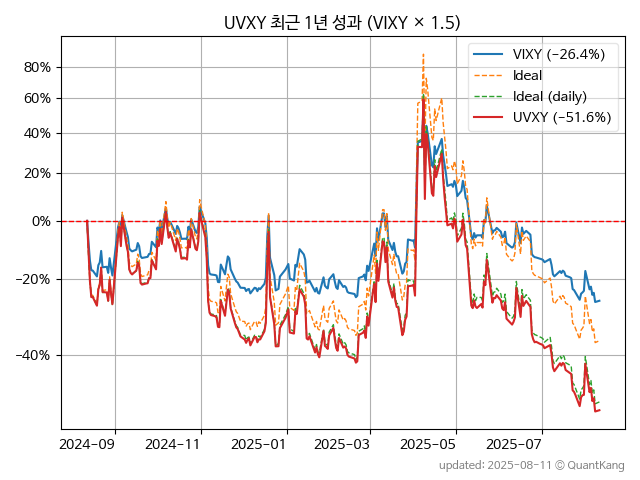 UVXY 최근 1년 성과 (VIXY × 1.5)
VIXY (−26.4%)
Ideal
Ideal (daily)
UVXY (−51.6%)
80%
60%
40%
20%
0%
−20%
−40%
2024−09
2024−11
2025−01
2025−03
2025−05
2025−07
updated: 2025-08-11 © QuantKang